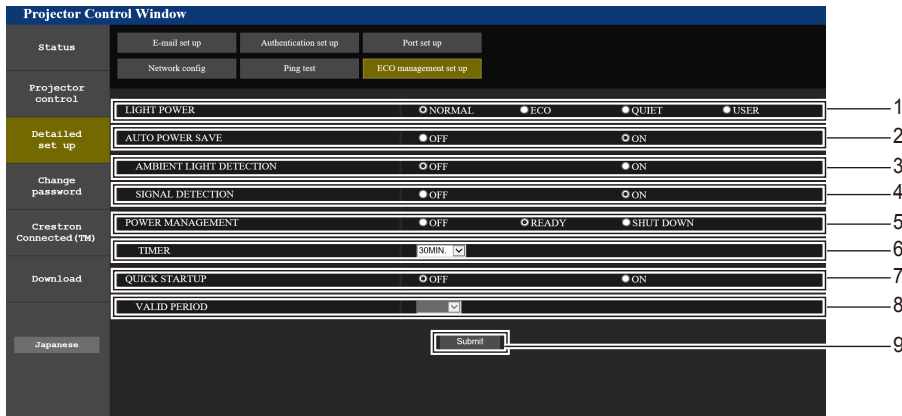 Projector Control Window
Status
Projector
control
Detailed
set up
Change
password
Crestron
Connected(TM)
Download
Japanese
E-mail set up Authentication set up Port set up
Network config Ping test ECO management set up
LIGHT POWER NORMAL ECO QUIET USER 1
AUTO POWER SAVE OFF ON 2
AMBIENT LIGHT DETECTION OFF ON 3
SIGNAL DETECTION OFF ON 4
POWER MANAGEMENT OFF READY SHUT DOWN 5
TIMER 30MIN. 6
QUICK STARTUP OFF ON 7
VALID PERIOD 8
Submit 9